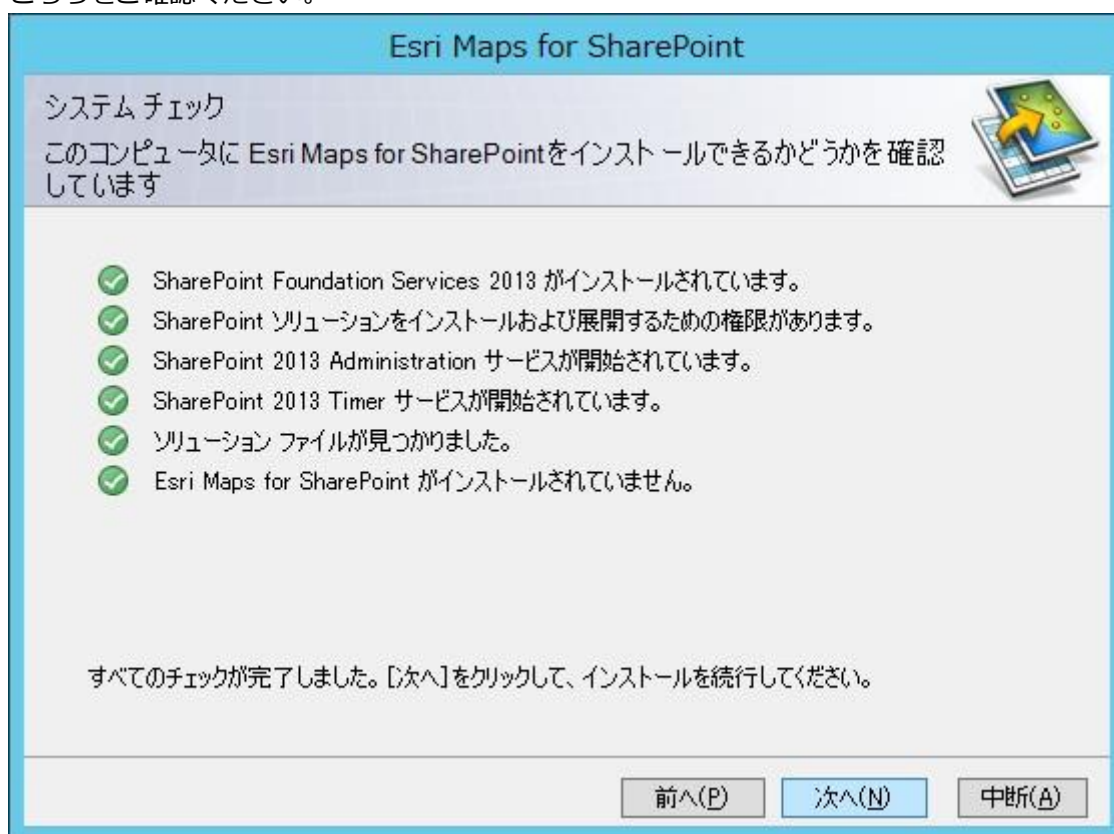 こちらをご確認ください。
Esri Maps for SharePoint
システム チェック
このコンピュータに Esri Maps for SharePointをインストールできるかどうかを確認
しています
SharePoint Foundation Services 2013 がインストールされています。
SharePoint ソリューションをインストールおよび展開するための権限があります。
SharePoint 2013 Administration サービスが開始されています。
SharePoint 2013 Timer サービスが開始されています。
ソリューション ファイルが見つかりました。
Esri Maps for SharePoint がインストールされていません。
すべてのチェックが完了しました。[次へ]をクリックして、インストールを続行してください。
前へ(P) 次へ(N) 中断(A)